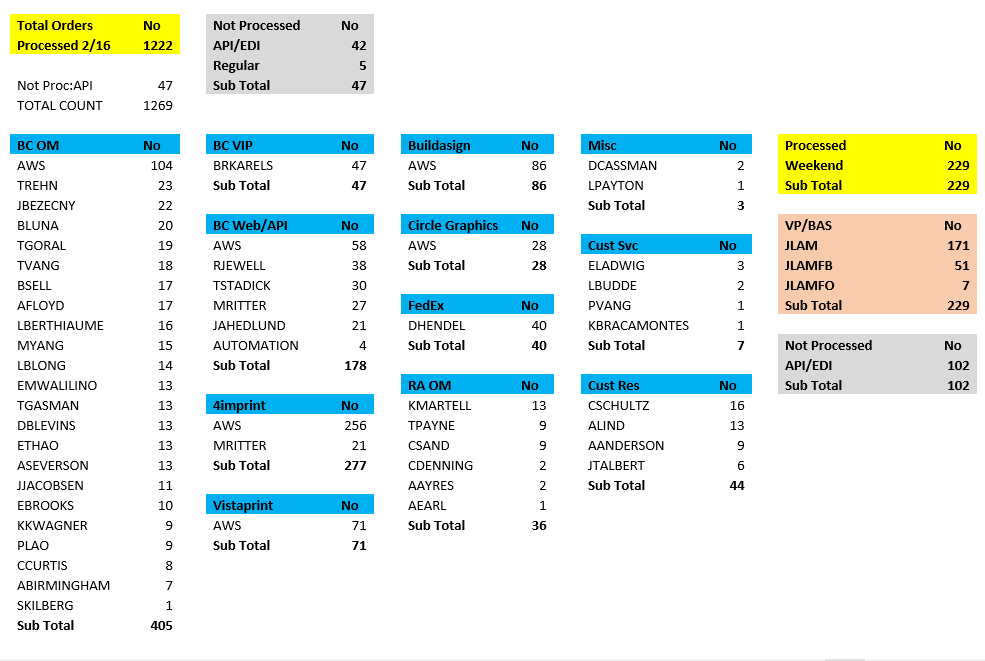 Total Orders No
Processed 2/16 1222
Not Proc:API 47
TOTAL COUNT 1269
Not Processed No
API/EDI 42
Regular 5
Sub Total 47
BC OM No
AWS 104
TREHN 23
JBEZECNY 22
BLUNA 20
TGORAL 19
TVANG 18
BSELL 17
AFLOYD 17
LBERTHIAUME 16
MYANG 15
LBLONG 14
EMWALILINO 13
TGASMAN 13
DBLEVINS 13
ETHAO 13
ASEVERSON 13
JJACOBSEN 11
EBROOKS 10
KKWAGNER 9
PLAO 9
CCURTIS 8
ABIRMINGHAM 7
SKILBERG 1
Sub Total 405
BC VIP No
BRKARELS 47
Sub Total 47
BC Web/API No
AWS 58
RJEWELL 38
TSTADICK 30
MRITTER 27
JAHEDLUND 21
AUTOMATION 4
Sub Total 178
4imprint No
AWS 256
MRITTER 21
Sub Total 277
Vistaprint No
AWS 71
Sub Total 71
Buildasign No
AWS 86
Sub Total 86
Circle Graphics No
AWS 28
Sub Total 28
FedEx No
DHENDEL 40
Sub Total 40
RA OM No
KMARTELL 13
TPAYNE 9
CSAND 9
CDENNING 2
AAYRES 2
AEARL 1
Sub Total 36
Misc No
DCASSMAN 2
LPAYTON 1
Sub Total 3
Cust Svc No
ELADWIG 3
LBUDDE 2
PVANG 1
KBRACAMONTES 1
Sub Total 7
Cust Res No
CSCHULTZ 16
ALIND 13
AANDERSON 9
JTALBERT 6
Sub Total 44
Processed No
Weekend 229
Sub Total 229
VP/BAS No
JLAM 171
JLAMFB 51
JLAMFO 7
Sub Total 229
Not Processed No
API/EDI 102
Sub Total 102